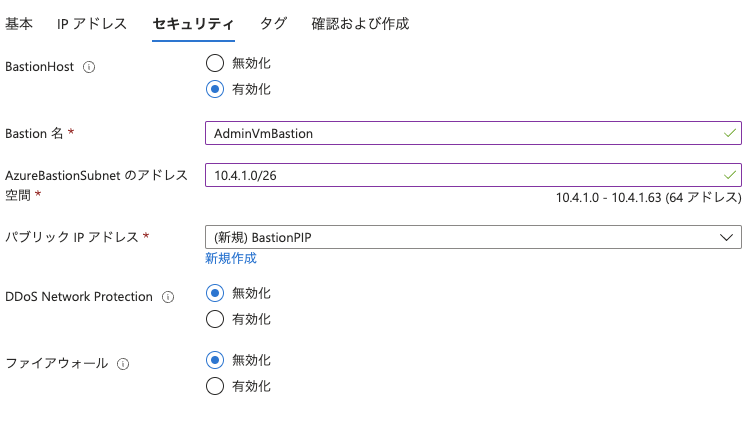 基本 IP アドレス セキュリティ タグ 確認および作成
BastionHost
無効化
有効化
Bastion 名 *
AdminVmBastion
AzureBastionSubnet のアドレス
空間 *
10.4.1.0/26
10.4.1.0 - 10.4.1.63 (64 アドレス)
パブリック IP アドレス *
(新規) BastionPIP
新規作成
DDoS Network Protection
無効化
有効化
ファイアウォール
無効化
有効化